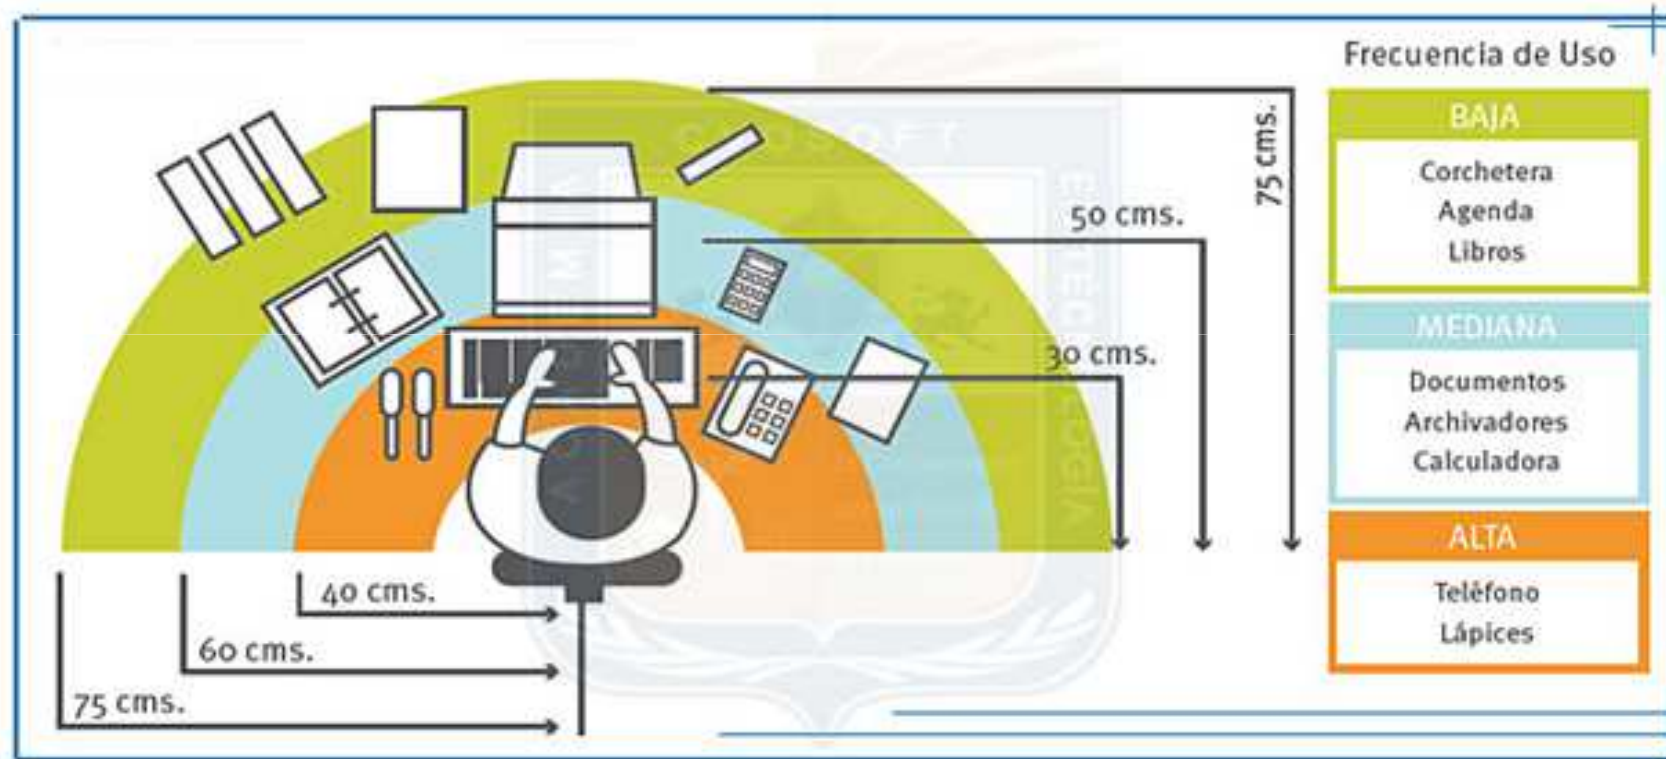 Frecuencia de Uso
BAJA
Corchetera
Agenda
Libros
MEDIANA
Documentos
Archivadores
Calculadora
ALTA
Teléfono
Lápices
75 cms.
50 cms.
30 cms.
40 cms.
60 cms.
75 cms.